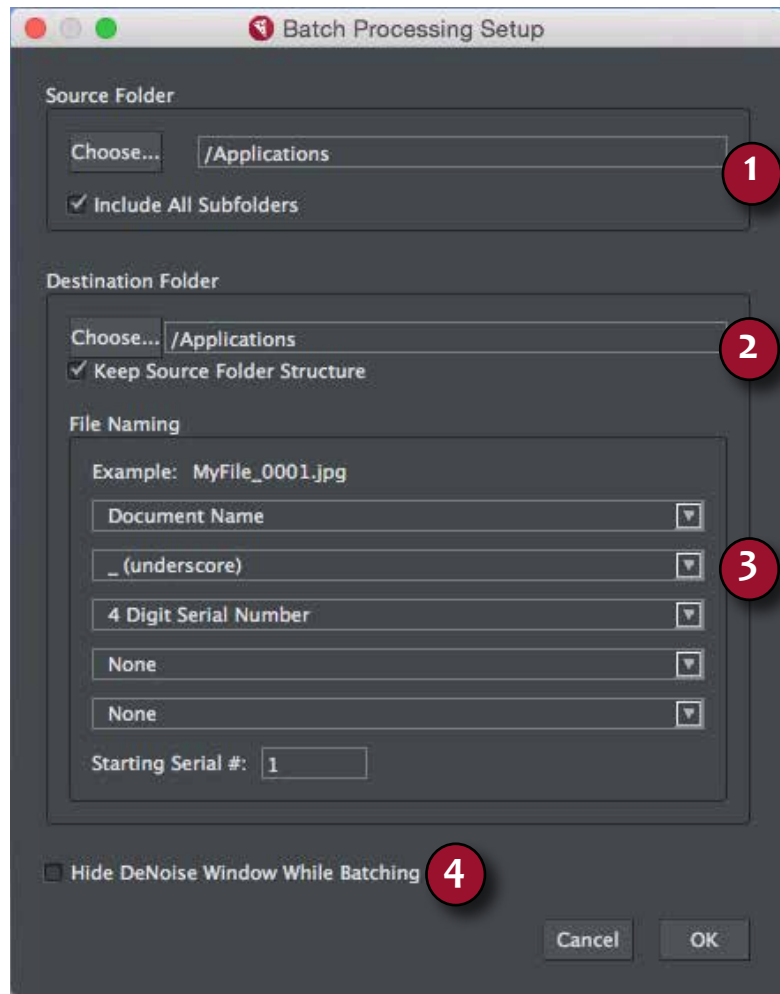 Batch Processing Setup
Source Folder
Choose... /Applications
1
Include All Subfolders
Destination Folder
Choose... /Applications
2
Keep Source Folder Structure
File Naming
Example: MyFile_0001.jpg
Document Name
_ (underscore)
3
4 Digit Serial Number
None
None
Starting Serial #: 1
Hide DeNoise Window While Batching 4
Cancel OK